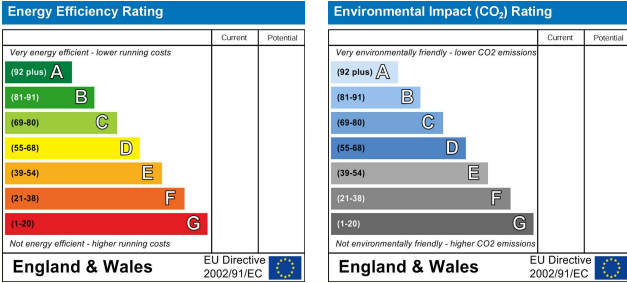 Energy Efficiency Rating
Current Potential
Very energy efficient - lower running costs
(92 plus) A
(81-91) B
(69-80) C
(55-68) D
(39-54) E
(21-38) F
(1-20) G
Not energy efficient - higher running costs
England & Wales
EU Directive
2002/91/EC
Environmental Impact (CO₂) Rating
Current Potential
Very environmentally friendly - lower CO2 emissions
(92 plus) A
(81-91) B
(69-80) C
(55-68) D
(39-54) E
(21-38) F
(1-20) G
Not environmentally friendly - higher CO2 emissions
England & Wales
EU Directive
2002/91/EC